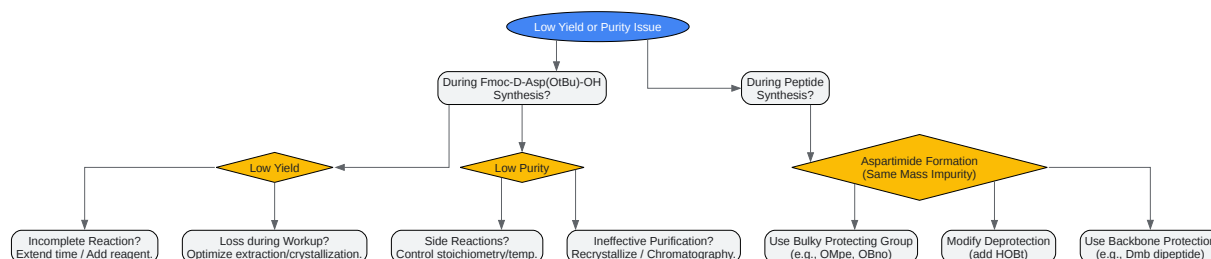 Low Yield or Purity Issue
During Fmoc-D-Asp(OtBu)-OH
Synthesis?
During Peptide
Synthesis?
Low Yield
Low Purity
Aspartimide Formation
(Same Mass Impurity)
Incomplete Reaction?
Extend time / Add reagent.
Loss during Workup?
Optimize extraction/crystallization.
Side Reactions?
Control stoichiometry/temp.
Ineffective Purification?
Recrystallize / Chromatography.
Use Bulky Protecting Group
(e.g., OMpe, OBno)
Modify Deprotection
(add HOBt)
Use Backbone Protection
(e.g., Dmb dipeptide)